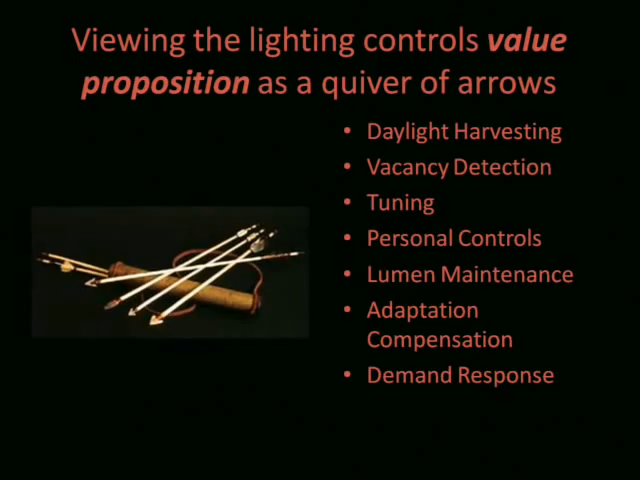 Viewing the lighting controls value
proposition as a quiver of arrows
• Daylight Harvesting
• Vacancy Detection
• Tuning
• Personal Controls
• Lumen Maintenance
• Adaptation
Compensation
• Demand Response